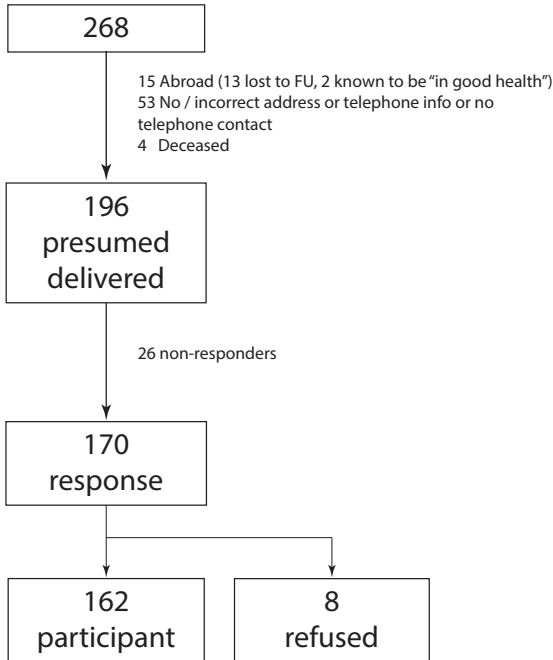 268
15 Abroad (13 lost to FU, 2 known to be “in good health”)
53 No / incorrect address or telephone info or no
telephone contact
4 Deceased
196
presumed
delivered
26 non-responders
170
response
162
participant
8
refused